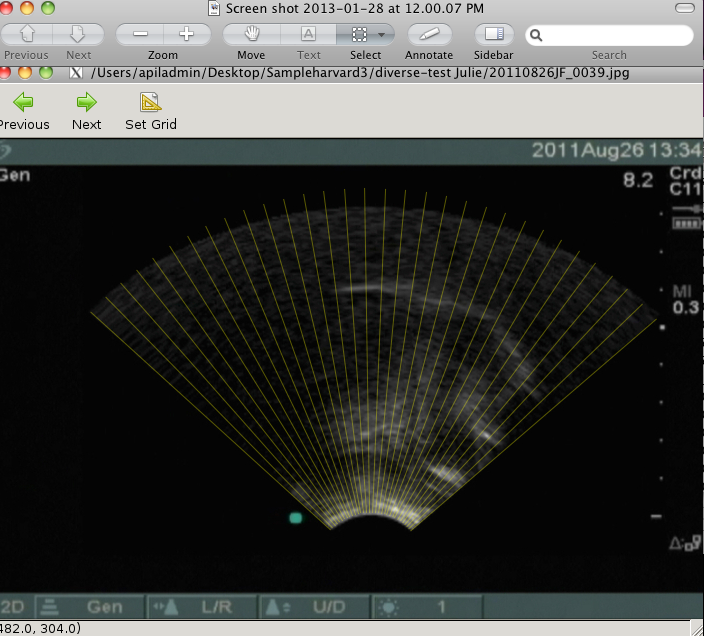 Screen shot 2013-01-28 at 12.00.07 PM
Previous Next Zoom Move Text Select Annotate Sidebar Search
/Users/apiladmin/Desktop/Sampleharvard3/diverse-test Julie/20110826JF_0039.jpg
Previous Next Set Grid
2011Aug26 13:34
Gen 8.2 Crd
C11
MI
0.3
2D Gen L/R U/D 1
482.0, 304.0)